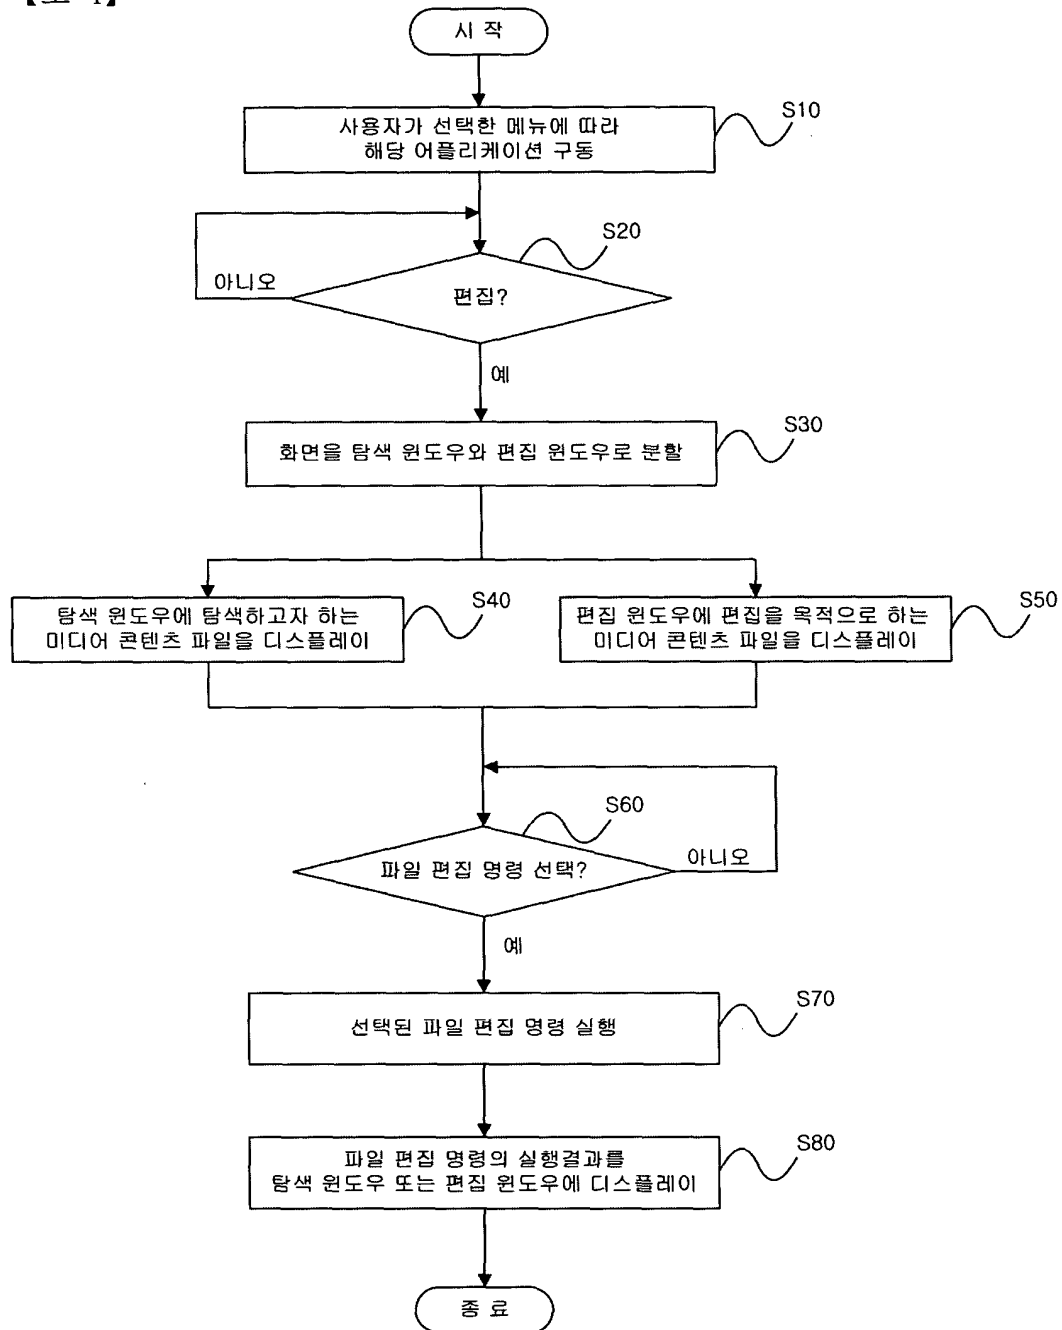 시 작
S10
사용자가 선택한 메뉴에 따라
해당 어플리케이션 구동
S20
아니오
편집?
예
S30
화면을 탐색 윈도우와 편집 윈도우로 분할
S40
탐색 윈도우에 탐색하고자 하는
미디어 콘텐츠 파일을 디스플레이
S50
편집 윈도우에 편집을 목적으로 하는
미디어 콘텐츠 파일을 디스플레이
S60
파일 편집 명령 선택?
아니오
예
S70
선택된 파일 편집 명령 실행
S80
파일 편집 명령의 실행결과를
탐색 윈도우 또는 편집 윈도우에 디스플레이
종 료